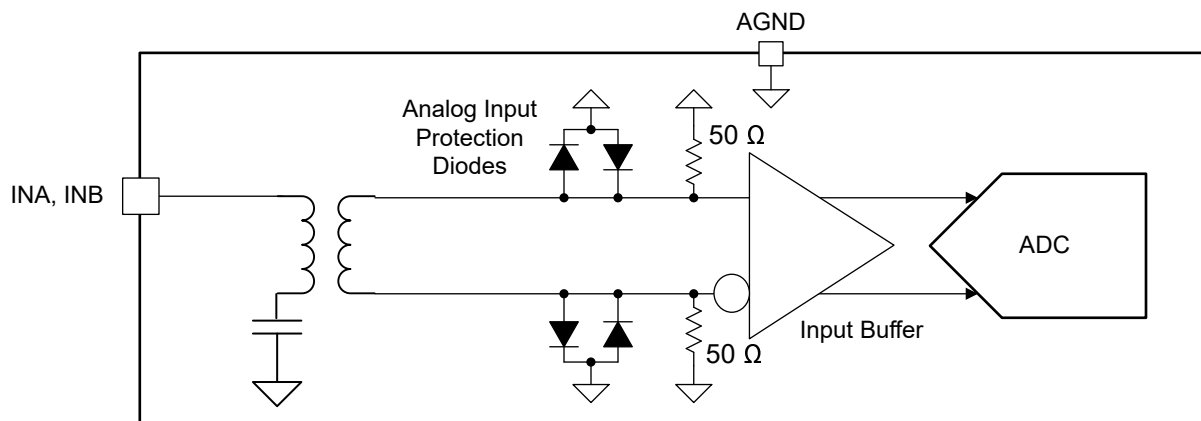 AGND
Analog Input
Protection
Diodes
50 Ω
INA, INB
ADC
Input Buffer
50 Ω